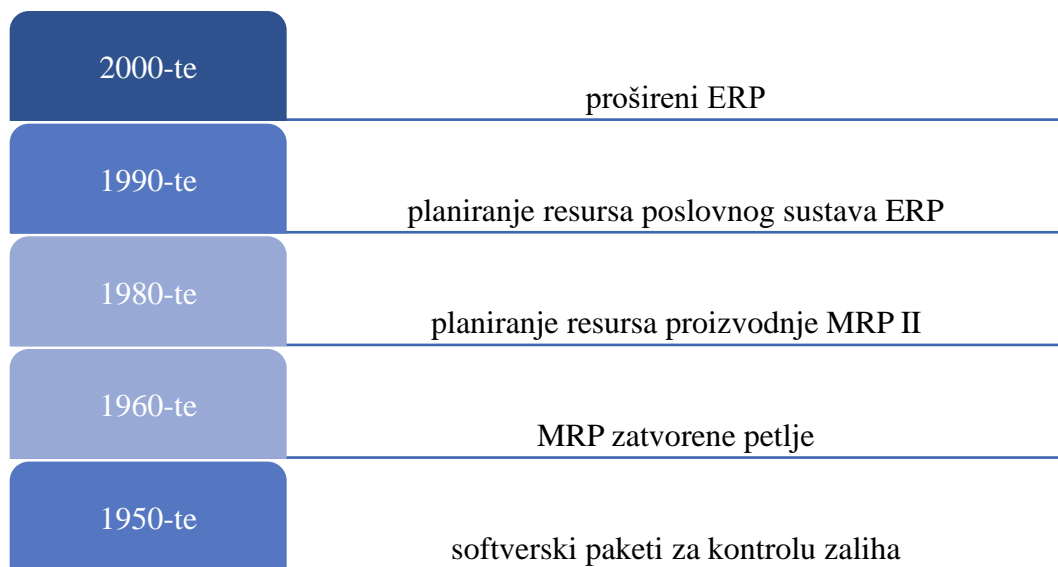 2000-te
prošireni ERP
1990-te
planiranje resursa poslovnog sustava ERP
1980-te
planiranje resursa proizvodnje MRP II
1960-te
MRP zatvorene petlje
1950-te
softverski paketi za kontrolu zaliha